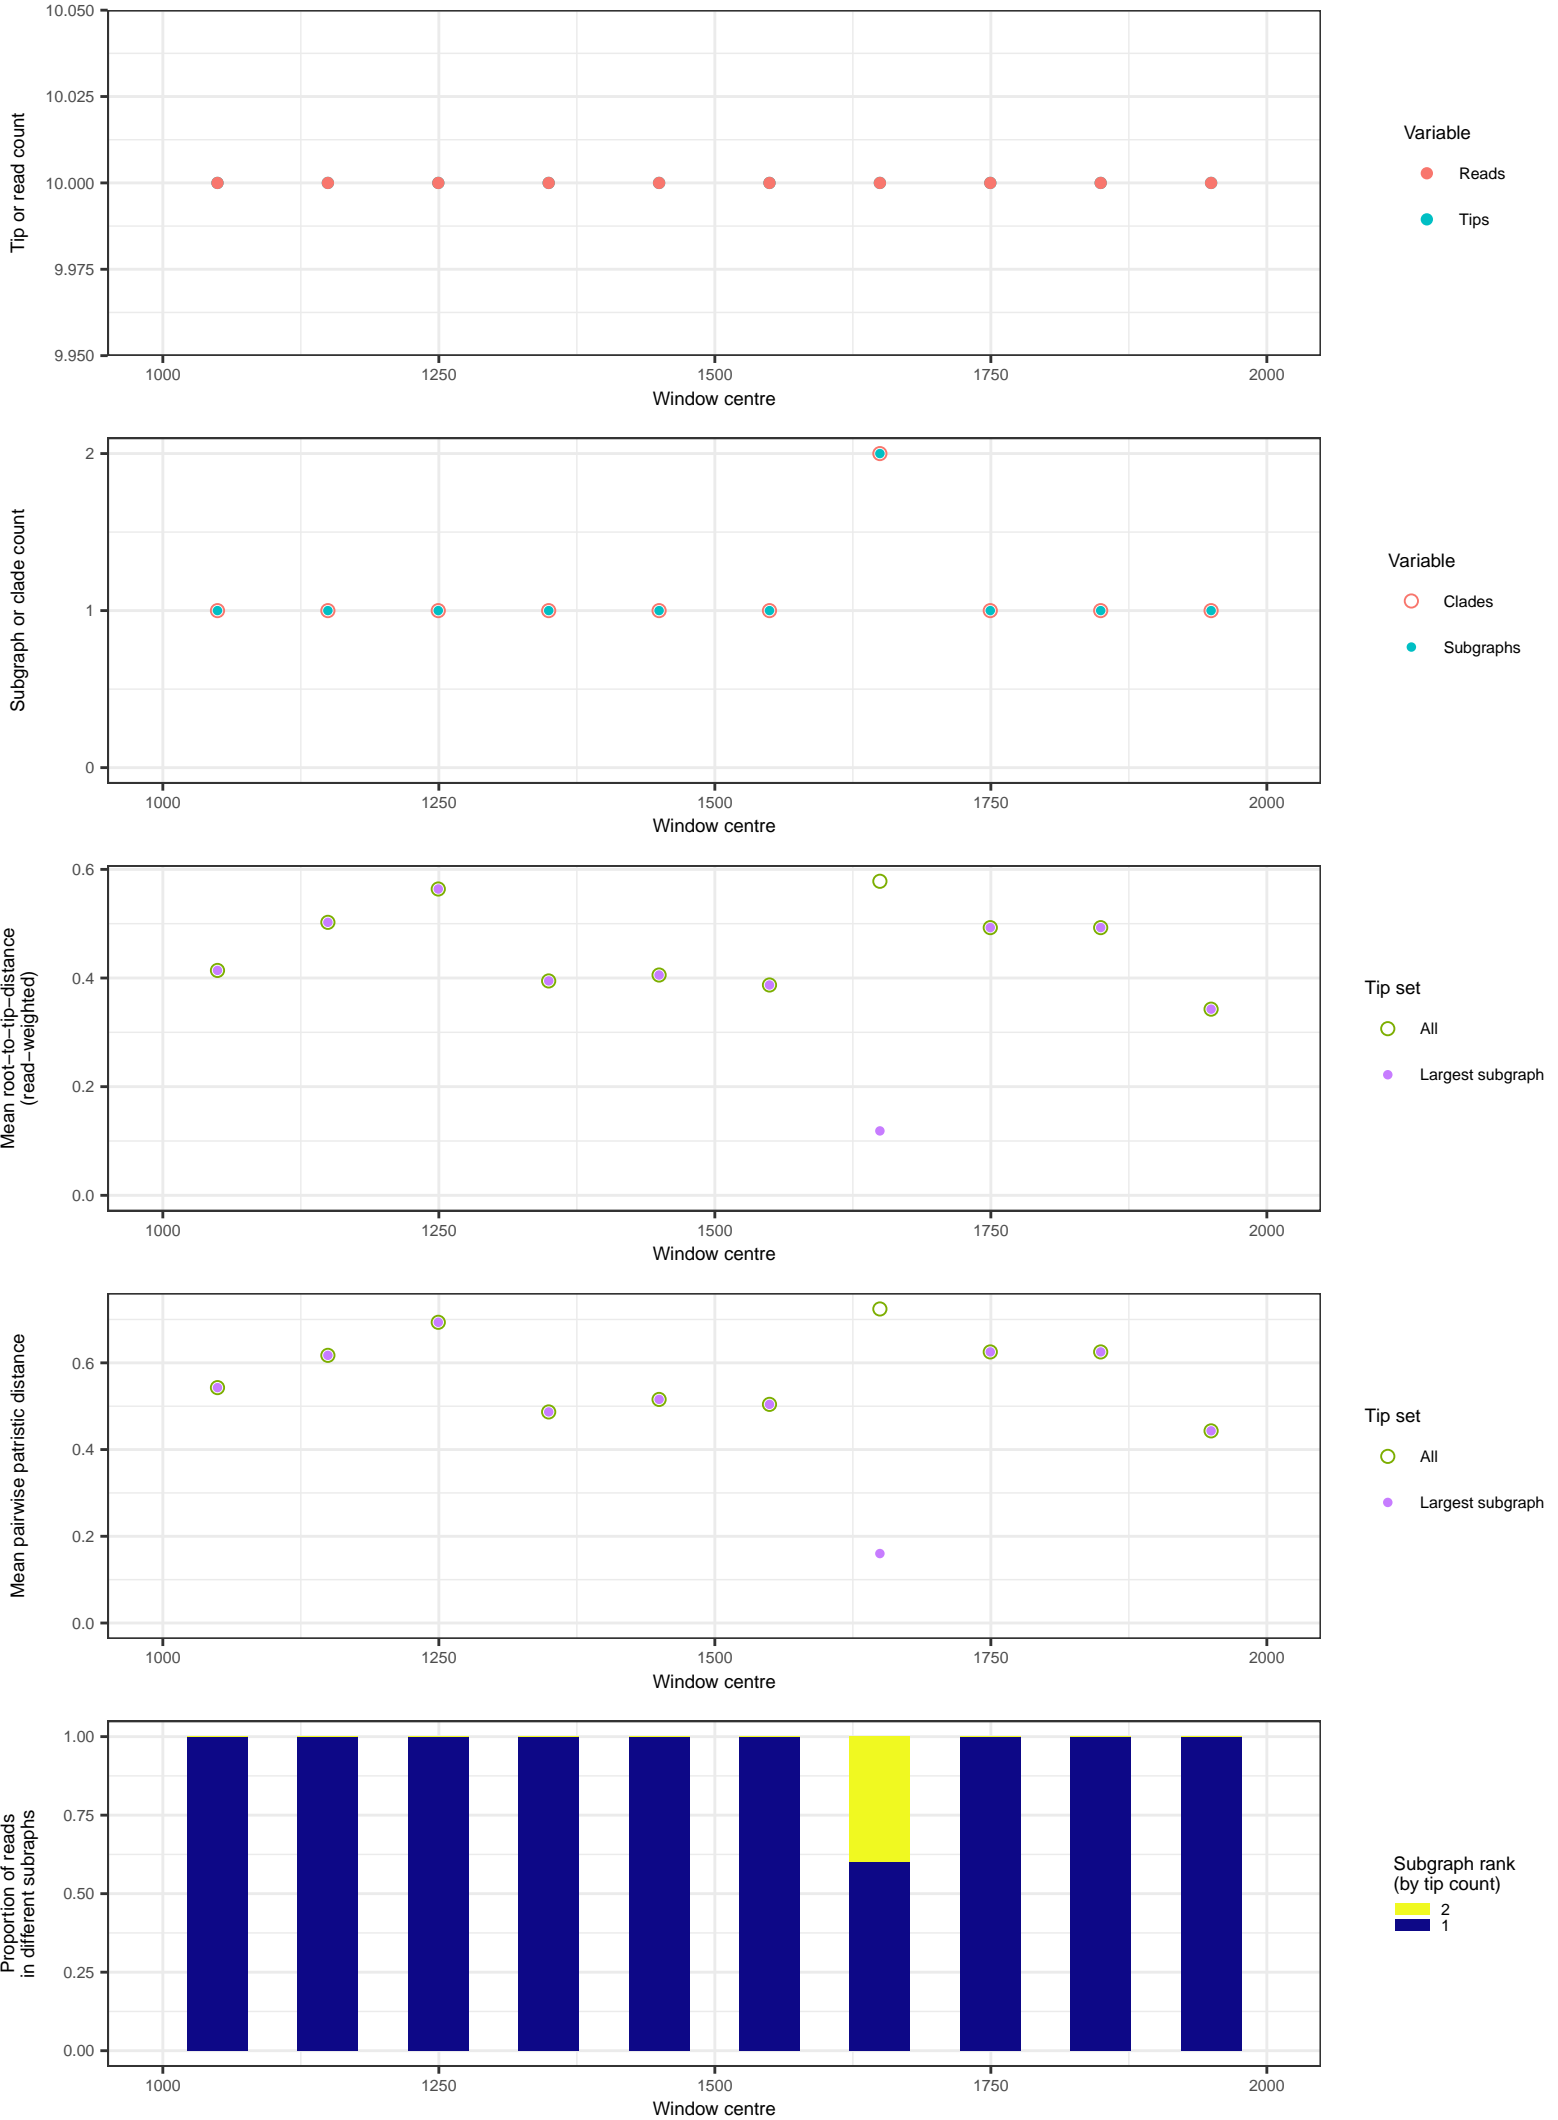 10.050
10.025
10.000
9.975
9.950
Tip or read count
1000 1250 1500 1750 2000
Window centre
Variable
Reads
Tips
2
1
0
Subgraph or clade count
1000 1250 1500 1750 2000
Window centre
Variable
Clades
Subgraphs
0.6
0.4
0.2
0.0
Mean root−to−tip−distance
(read−weighted)
1000 1250 1500 1750 2000
Window centre
Tip set
All
Largest subgraph
0.6
0.4
0.2
0.0
Mean pairwise patristic distance
1000 1250 1500 1750 2000
Window centre
Tip set
All
Largest subgraph
1.00
0.75
0.50
0.25
0.00
Proportion of reads
in different subraphs
1000 1250 1500 1750 2000
Window centre
Subgraph rank
(by tip count)
2
1